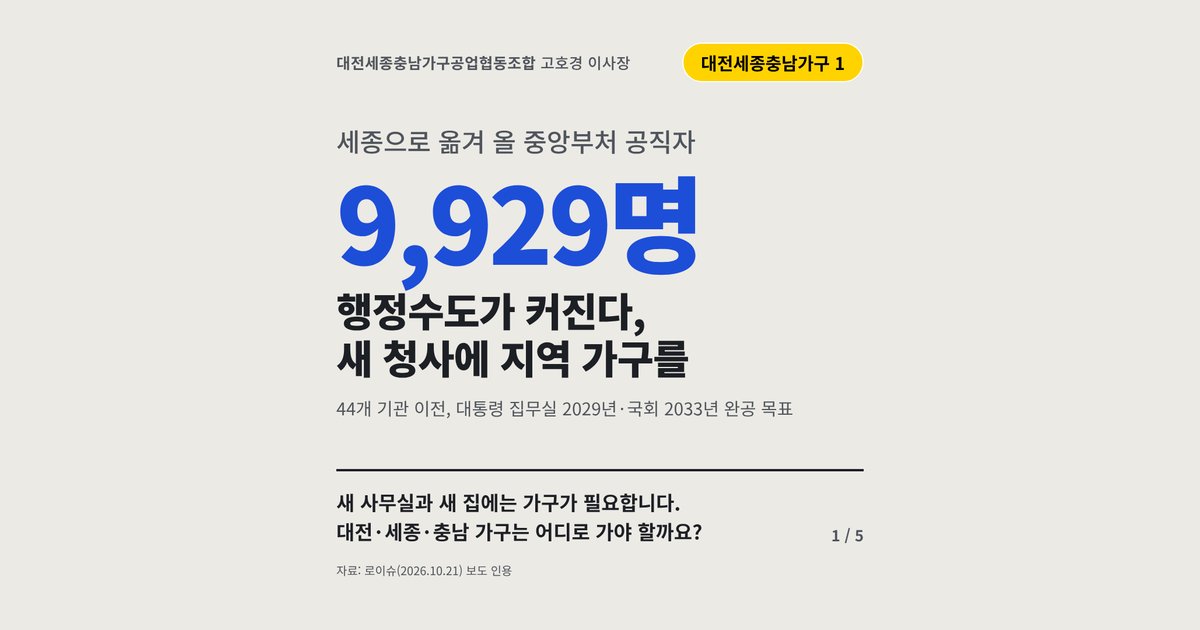 대전세종충남가구공업협동조합 고호경 이사장
대전세종충남가구 1
세종으로 옮겨 올 중앙부처 공직자
9,929명
행정수도가 커진다,
새 청사에 지역 가구를
44개 기관 이전, 대통령 집무실 2029년·국회 2033년 완공 목표
새 사무실과 새 집에는 가구가 필요합니다.
대전·세종·충남 가구는 어디로 가야 할까요?
1 / 5
자료: 로이슈(2026.10.21) 보도 인용